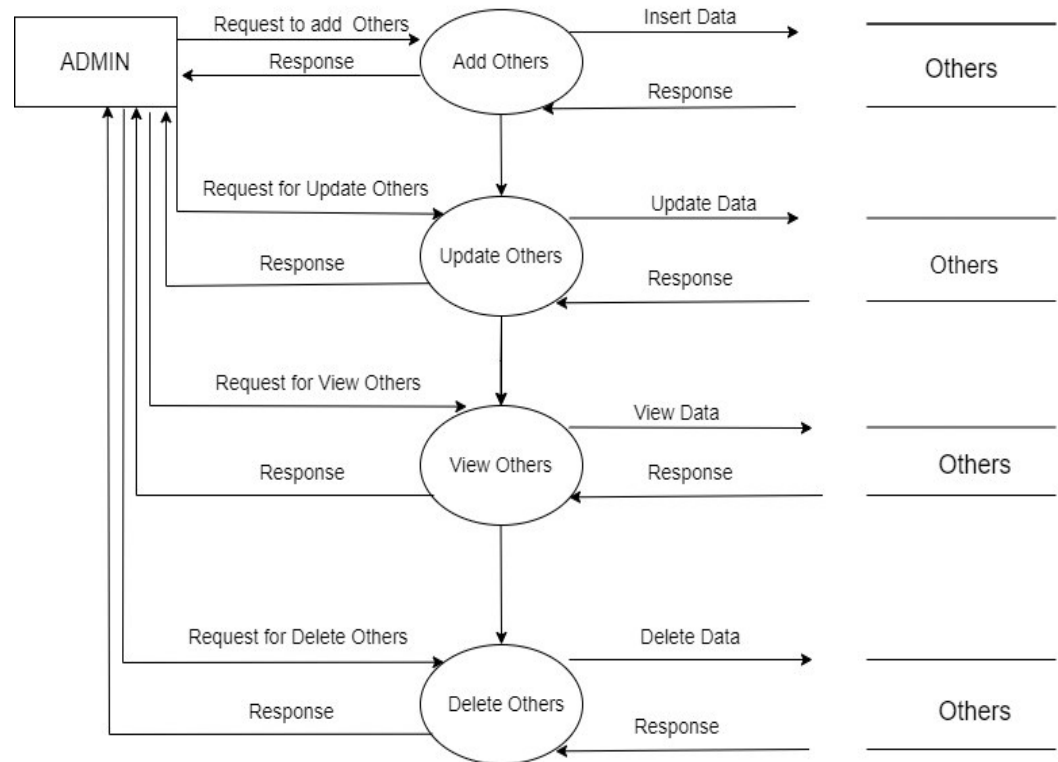 Request to add  Others
Insert Data
ADMIN
Response
Add Others
Others
Response
Request for Update Others
Update Data
Response
Update Others
Others
Response
Request for View Others
View Data
Response
View Others
Response
Others
Request for Delete Others
Delete Data
Response
Delete Others
Response
Others